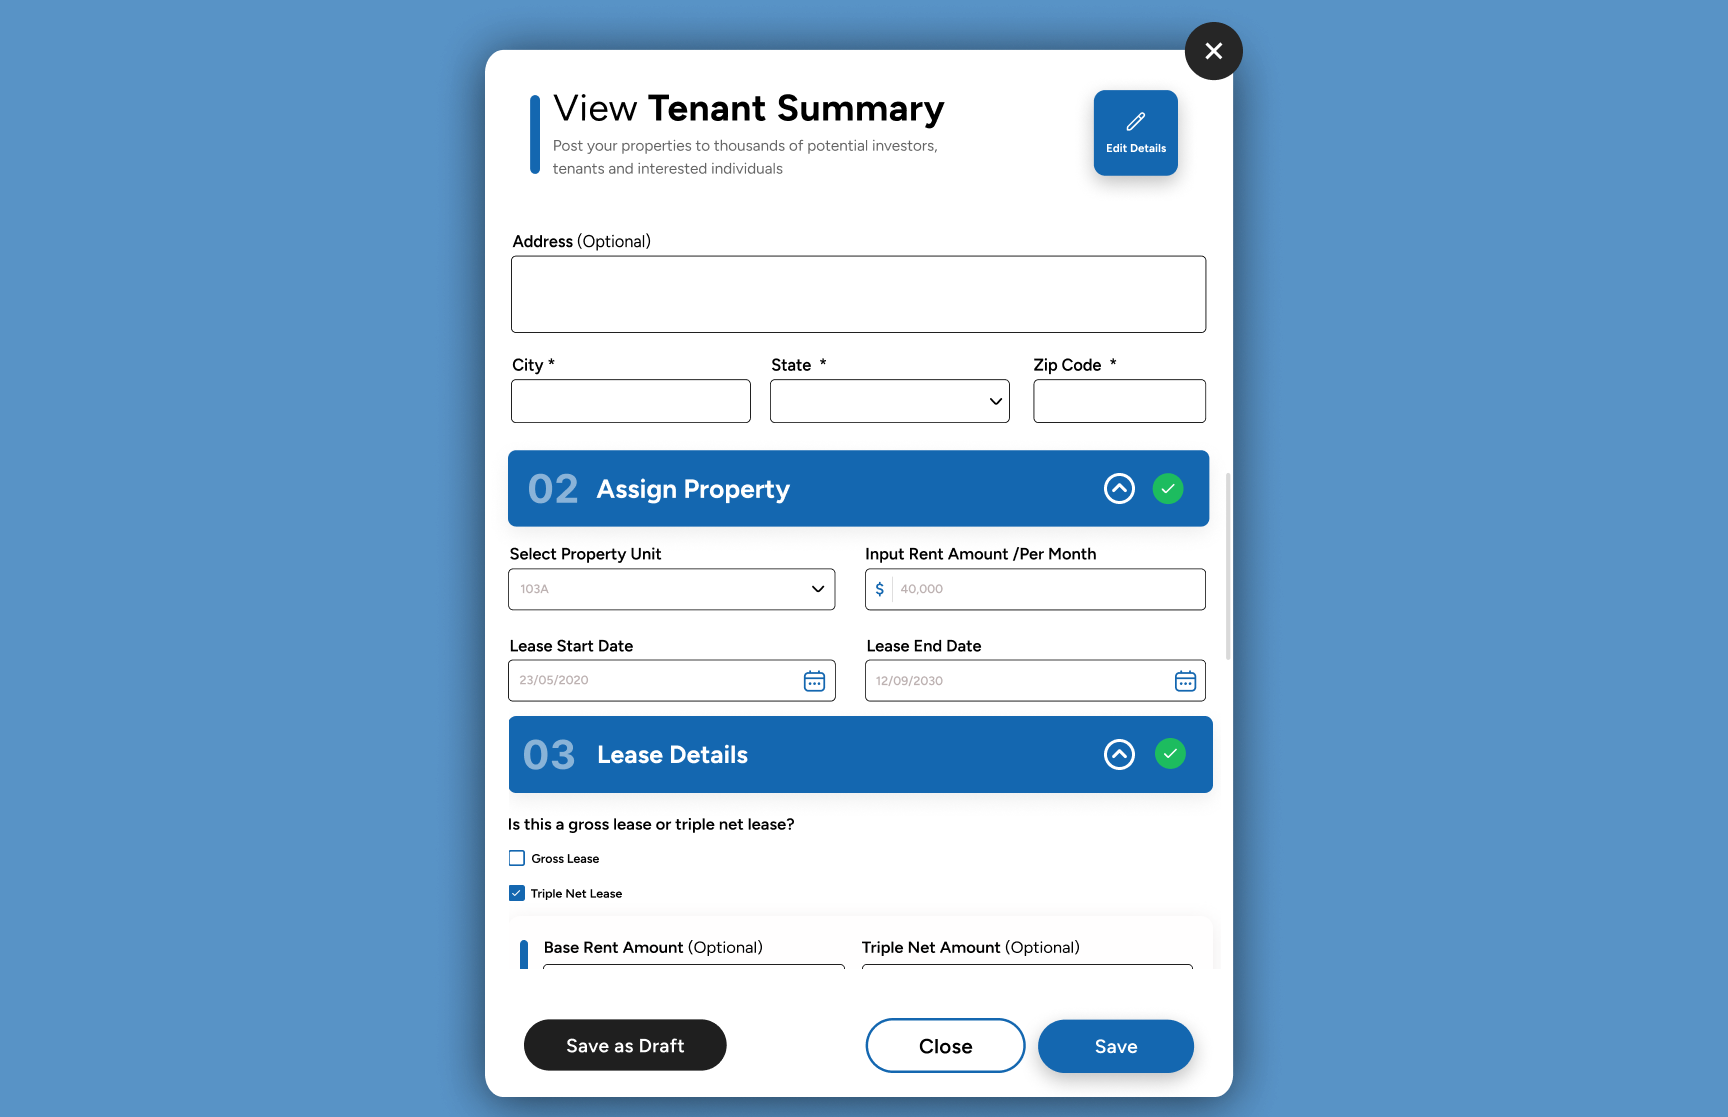 View Tenant Summary
Post your properties to thousands of potential investors,
tenants and interested individuals
Edit Details
Address (Optional)
City *
State *
Zip Code *
02 Assign Property
Select Property Unit
Input Rent Amount /Per Month
103A
$ 40,000
Lease Start Date
Lease End Date
23/05/2020
12/09/2030
03 Lease Details
Is this a gross lease or triple net lease?
Gross Lease
Triple Net Lease
Base Rent Amount (Optional)
Triple Net Amount (Optional)
Save as Draft
Close
Save